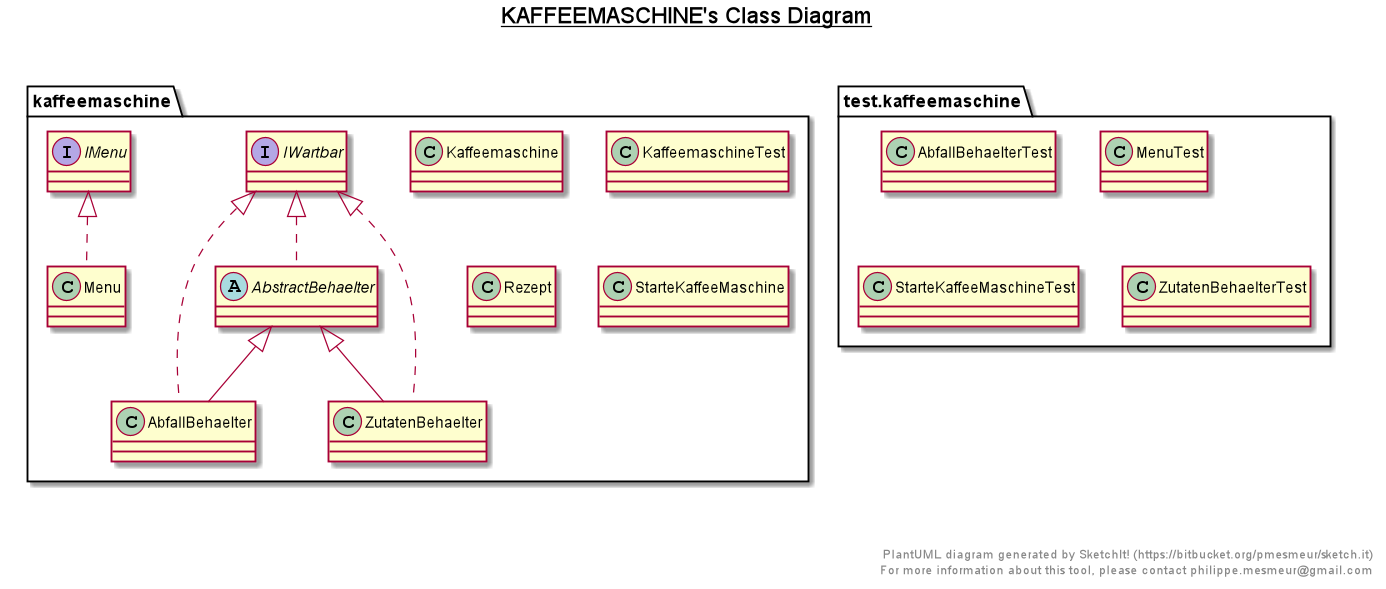 KAFFEEMASCHINE's Class Diagram
kaffeemaschine
I IMenu
I IWartbar
C Kaffeemaschine
C KaffeemaschineTest
C Menu
A AbstractBehaelter
C Rezept
C StarteKaffeeMaschine
C AbfallBehaelter
C ZutatenBehaelter
test.kaffeemaschine
C AbfallBehaelterTest
C MenuTest
C StarteKaffeeMaschineTest
C ZutatenBehaelterTest
PlantUML diagram generated by SketchIt! (https://bitbucket.org/pmesmeur/sketch.it)
For more information about this tool, please contact philippe.mesmeur@gmail.com